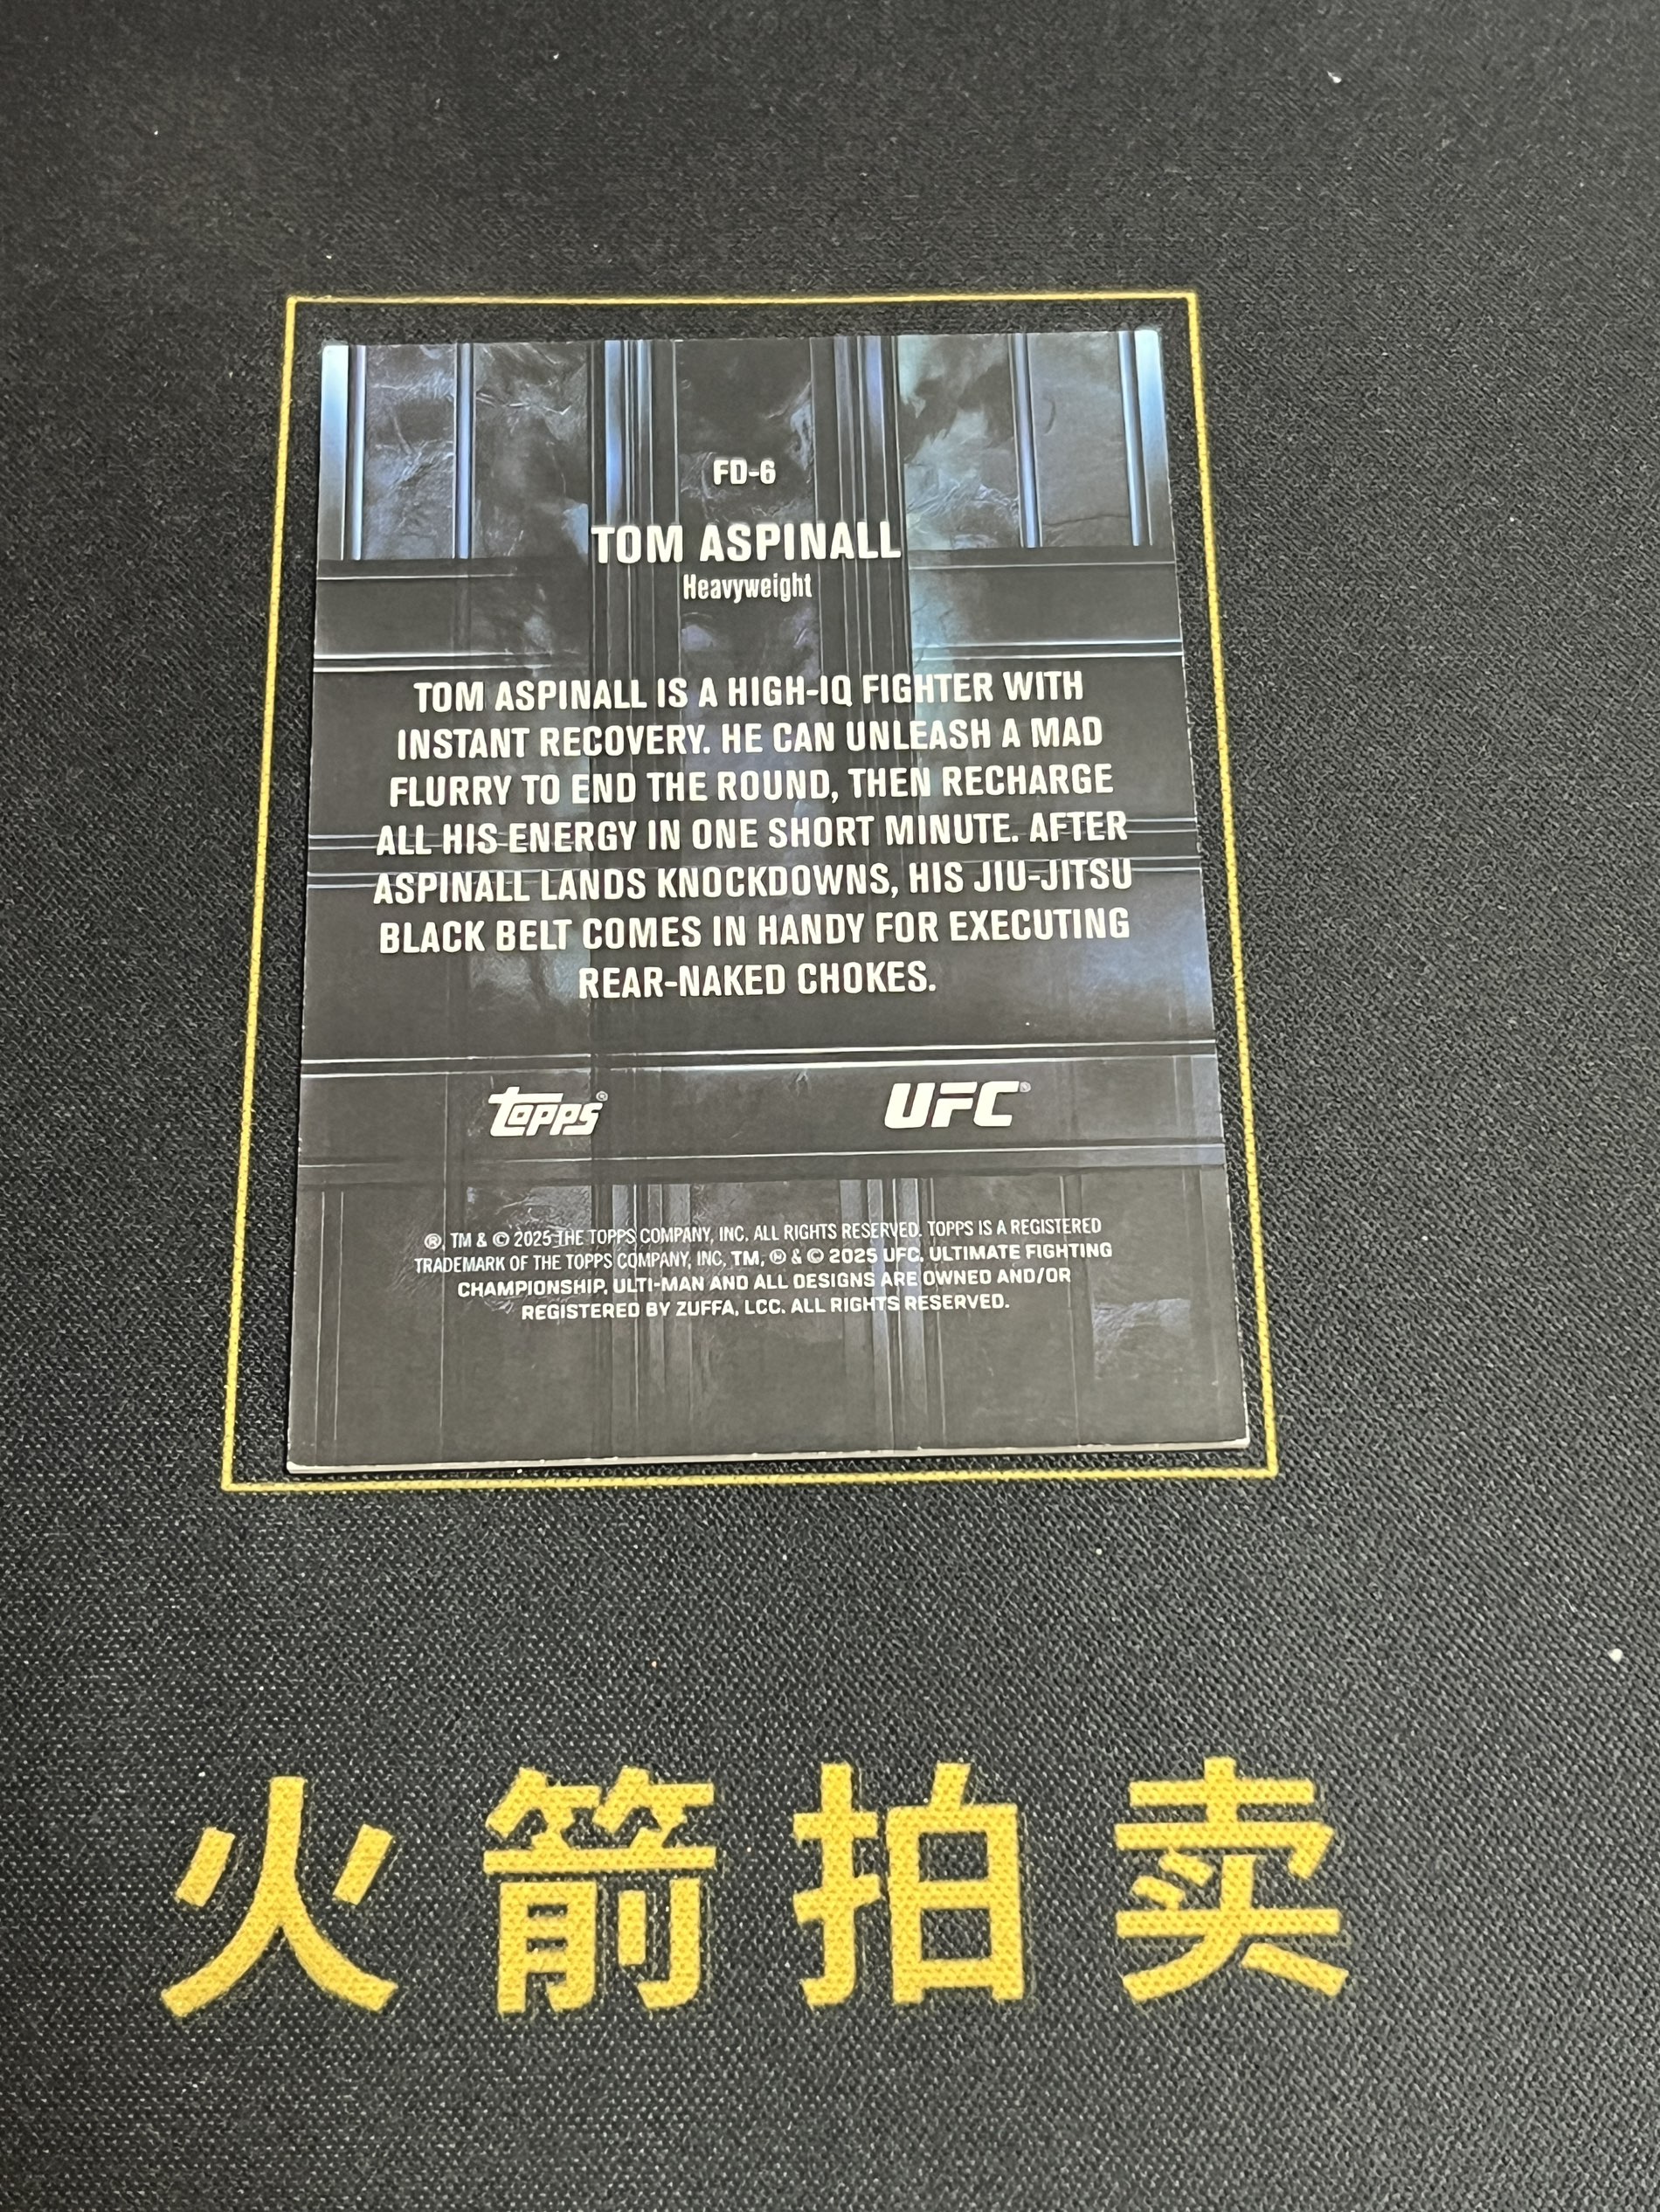 FD-6
TOM ASPINALL
Heavyweight
TOM ASPINALL IS A HIGH-IQ FIGHTER WITH
INSTANT RECOVERY. HE CAN UNLEASH A MAD
FLURRY TO END THE ROUND, THEN RECHARGE
ALL HIS ENERGY IN ONE SHORT MINUTE. AFTER
ASPINALL LANDS KNOCKDOWNS, HIS JIU-JITSU
BLACK BELT COMES IN HANDY FOR EXECUTING
REAR-NAKED CHOKES.
topps® UFC®
®, TM & © 2025 THE TOPPS COMPANY, INC. ALL RIGHTS RESERVED. TOPPS IS A REGISTERED
TRADEMARK OF THE TOPPS COMPANY, INC. TM, ® & © 2025 UFC, ULTIMATE FIGHTING
CHAMPIONSHIP, ULTI-MAN AND ALL DESIGNS ARE OWNED AND/OR
REGISTERED BY ZUFFA, LCC. ALL RIGHTS RESERVED.
火箭拍卖